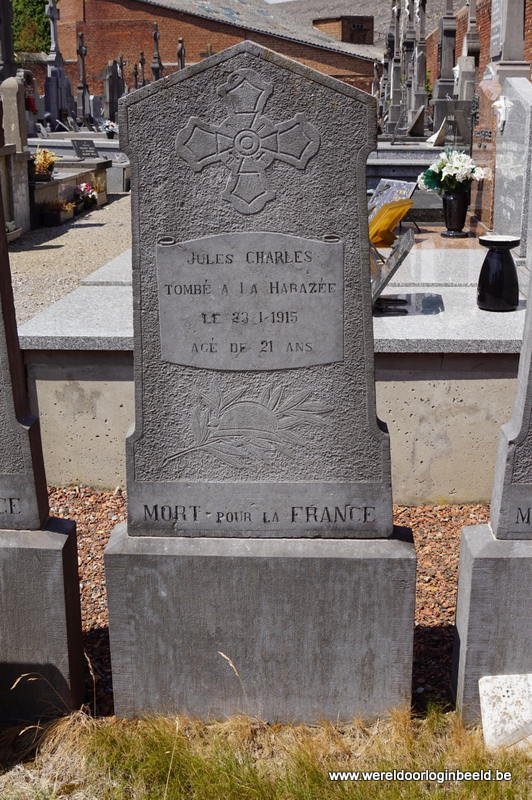 JULES CHARLES
TOMBÉ A LA HARAZÉE
LE 23-1-1915
AGÉ DE 21 ANS
MORT POUR LA FRANCE
CE
M
www.wereldoorloginbeeld.be